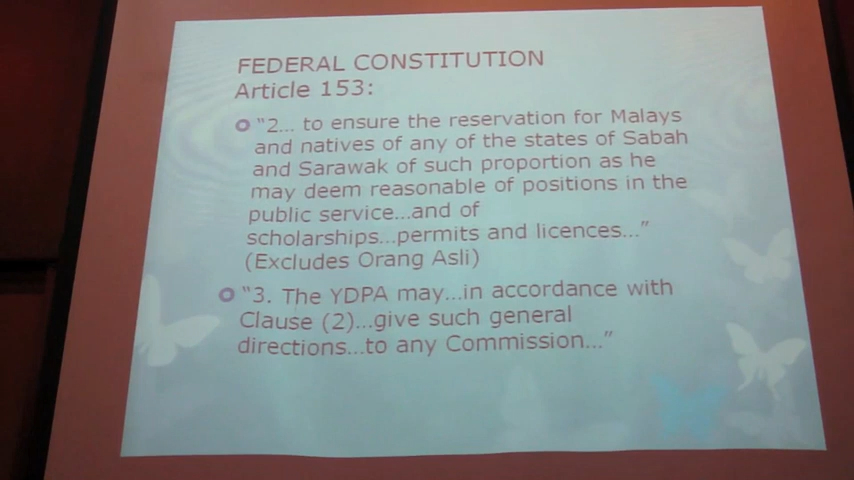 FEDERAL CONSTITUTION
Article 153:
"2... to ensure the reservation for Malays
and natives of any of the states of Sabah
and Sarawak of such proportion as he
may deem reasonable of positions in the
public service...and of
scholarships...permits and licences..."
(Excludes Orang Asli)
"3. The YDPA may...in accordance with
Clause (2)...give such general
directions...to any Commission..."